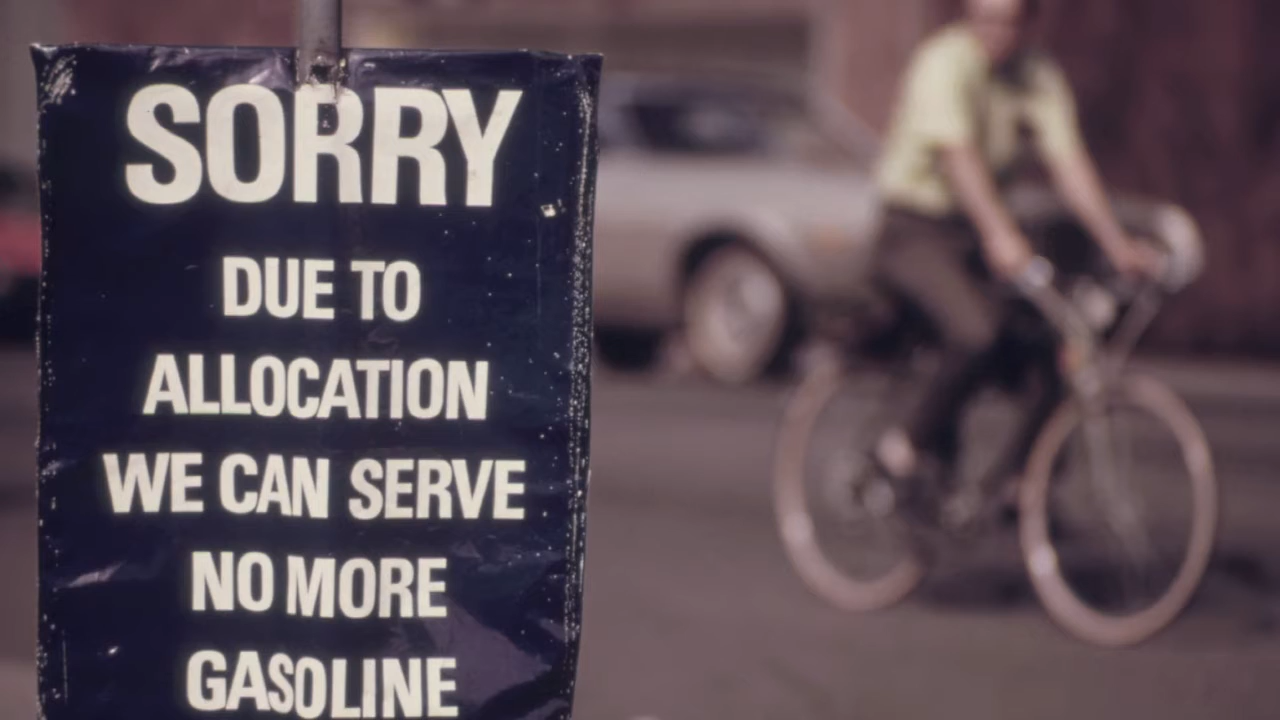 SORRY
DUE TO
ALLOCATION
WE CAN SERVE
NO MORE
GASOLINE